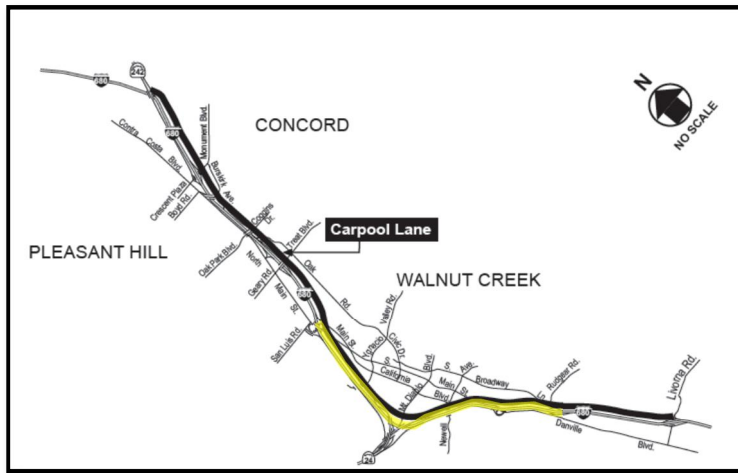 242
680
680
Monument Blvd.
CONCORD
N
NO SCALE
Contra
Costa
Blvd.
Buskirk
Ave.
Crescent Plaza
Boyd Rd.
Coggins
Dr.
Treat Blvd.
Carpool Lane
PLEASANT HILL
Oak Park Blvd.
North
Main
St.
Geary Rd.
Oak
Rd.
680
WALNUT CREEK
San Luis Rd.
Main St.
Ygnacio
Valley Rd.
Civic Dr.
S
California
Blvd.
Mt. Diablo
Blvd.
S
Main
St.
Ave.
Newell
Broadway
S
Rudgear Rd.
Livorna Rd.
680
Danville
Blvd.
24